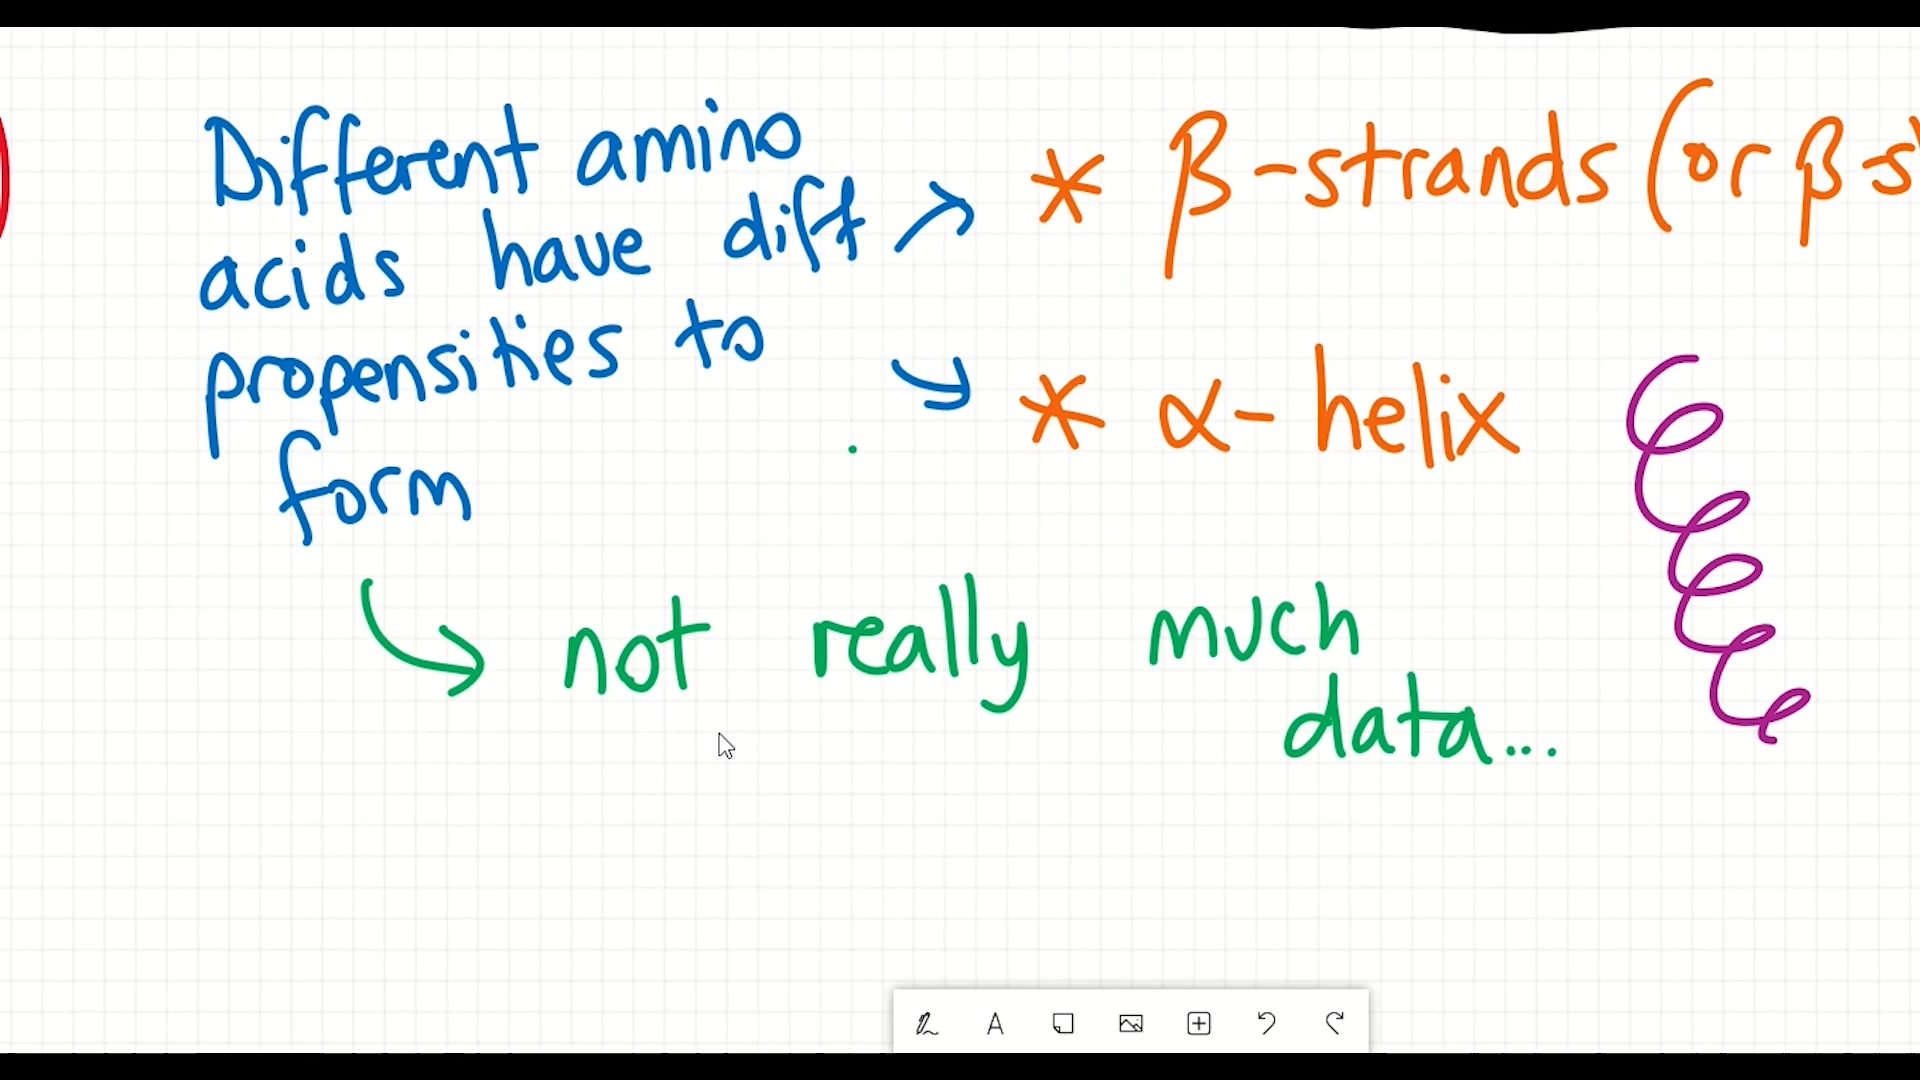 Different amino
acids have diff
propensities to
form
* β-strands (or β-s
* α-helix
not really much
data...
A